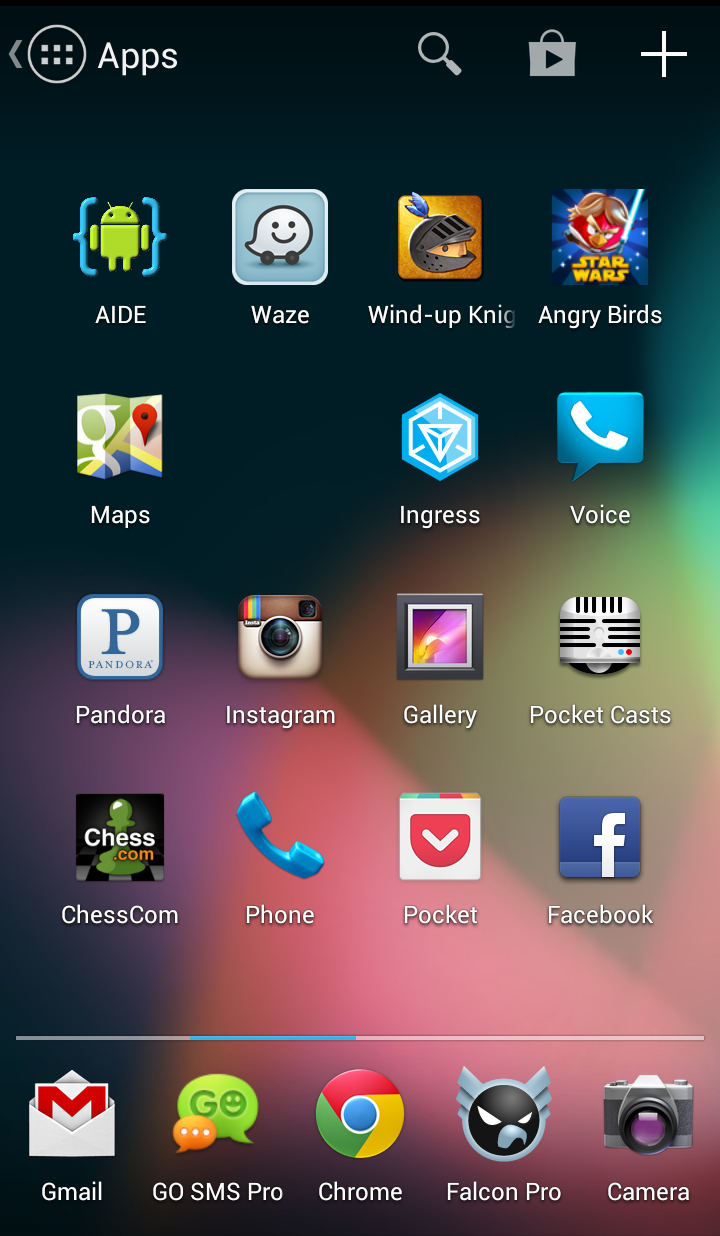 Apps
STAR
WARS
AIDE
Waze
Wind-up Knig
Angry Birds
g
Maps
Ingress
Voice
P
PANDORA
Insta
Pandora
Instagram
Gallery
Pocket Casts
Chess
.com
f
ChessCom
Phone
Pocket
Facebook
M
GO
Gmail
GO SMS Pro
Chrome
Falcon Pro
Camera